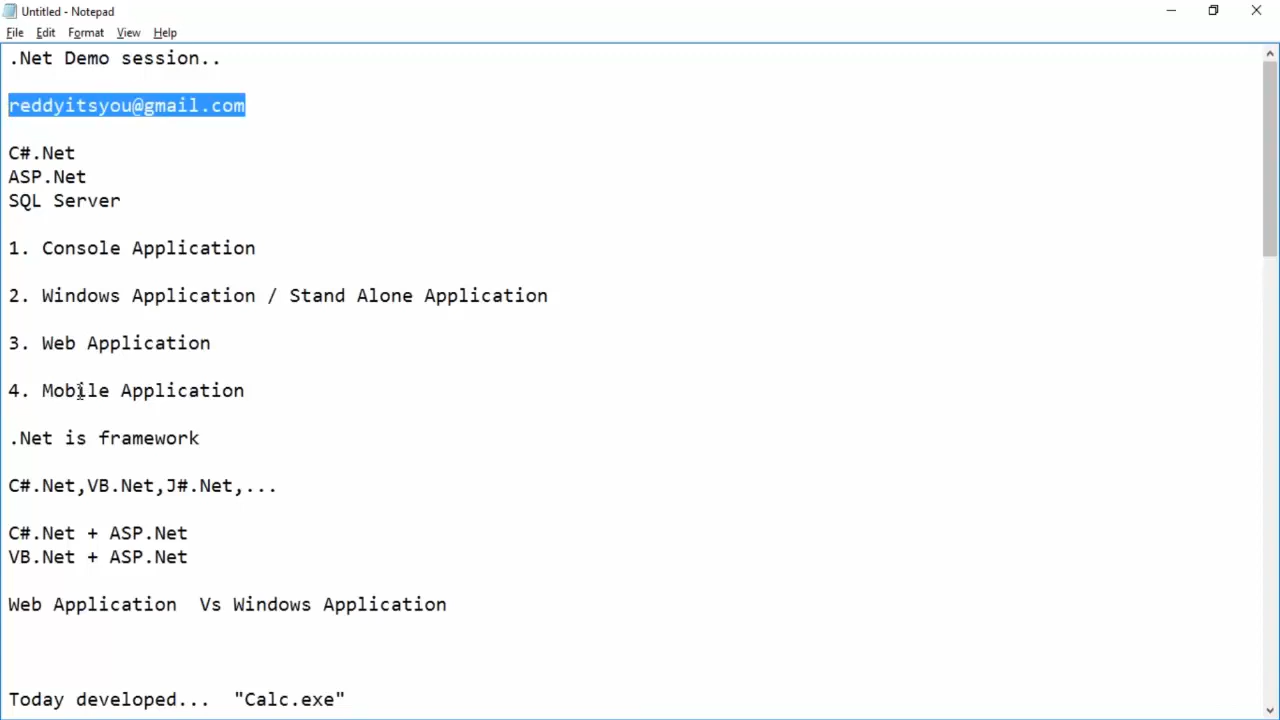 Untitled - Notepad
File Edit Format View Help
.Net Demo session..
reddyitsyou@gmail.com
C#.Net
ASP.Net
SQL Server
1. Console Application
2. Windows Application / Stand Alone Application
3. Web Application
4. Mobile Application
.Net is framework
C#.Net,VB.Net,J#.Net,...
C#.Net + ASP.Net
VB.Net + ASP.Net
Web Application  Vs Windows Application
Today developed...  "Calc.exe"